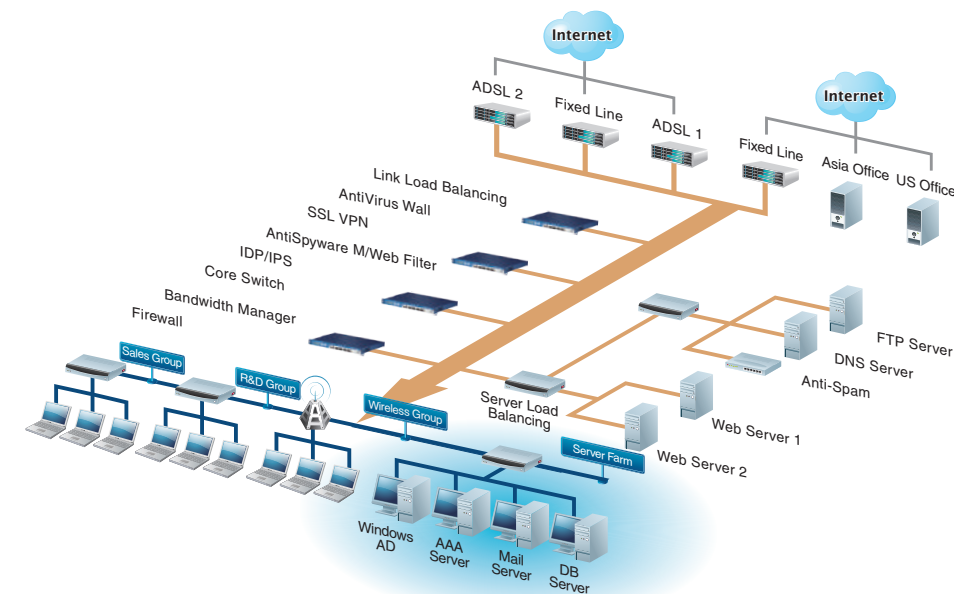 Internet
Internet
ADSL 2
Fixed Line
ADSL 1
Fixed Line
Asia Office
US Office
Link Load Balancing
AntiVirus Wall
SSL VPN
AntiSpyware M/Web Filter
IDP/IPS
Core Switch
Bandwidth Manager
Firewall
FTP Server
DNS Server
Anti-Spam
Server Load
Balancing
Web Server 1
Web Server 2
Sales Group
R&D Group
Wireless Group
Server Farm
Windows
AD
AAA
Server
Mail
Server
DB
Server